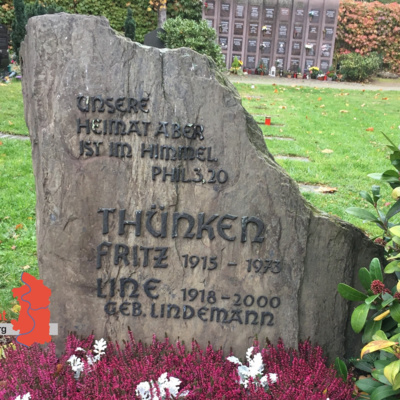 UNSERE
HEIMAT ABER
IST IM HIMMEL,
PHIL.3,20
THÜNKEN
FRITZ 1915 - 1973
LINE 1918 - 2000
GEB. LINDEMANN